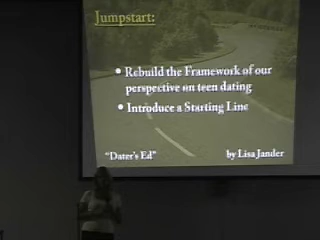 Jumpstart:
• Rebuild the Framework of our
perspective on teen dating
• Introduce a Starting Line
"Dater's Ed" by Lisa Jander